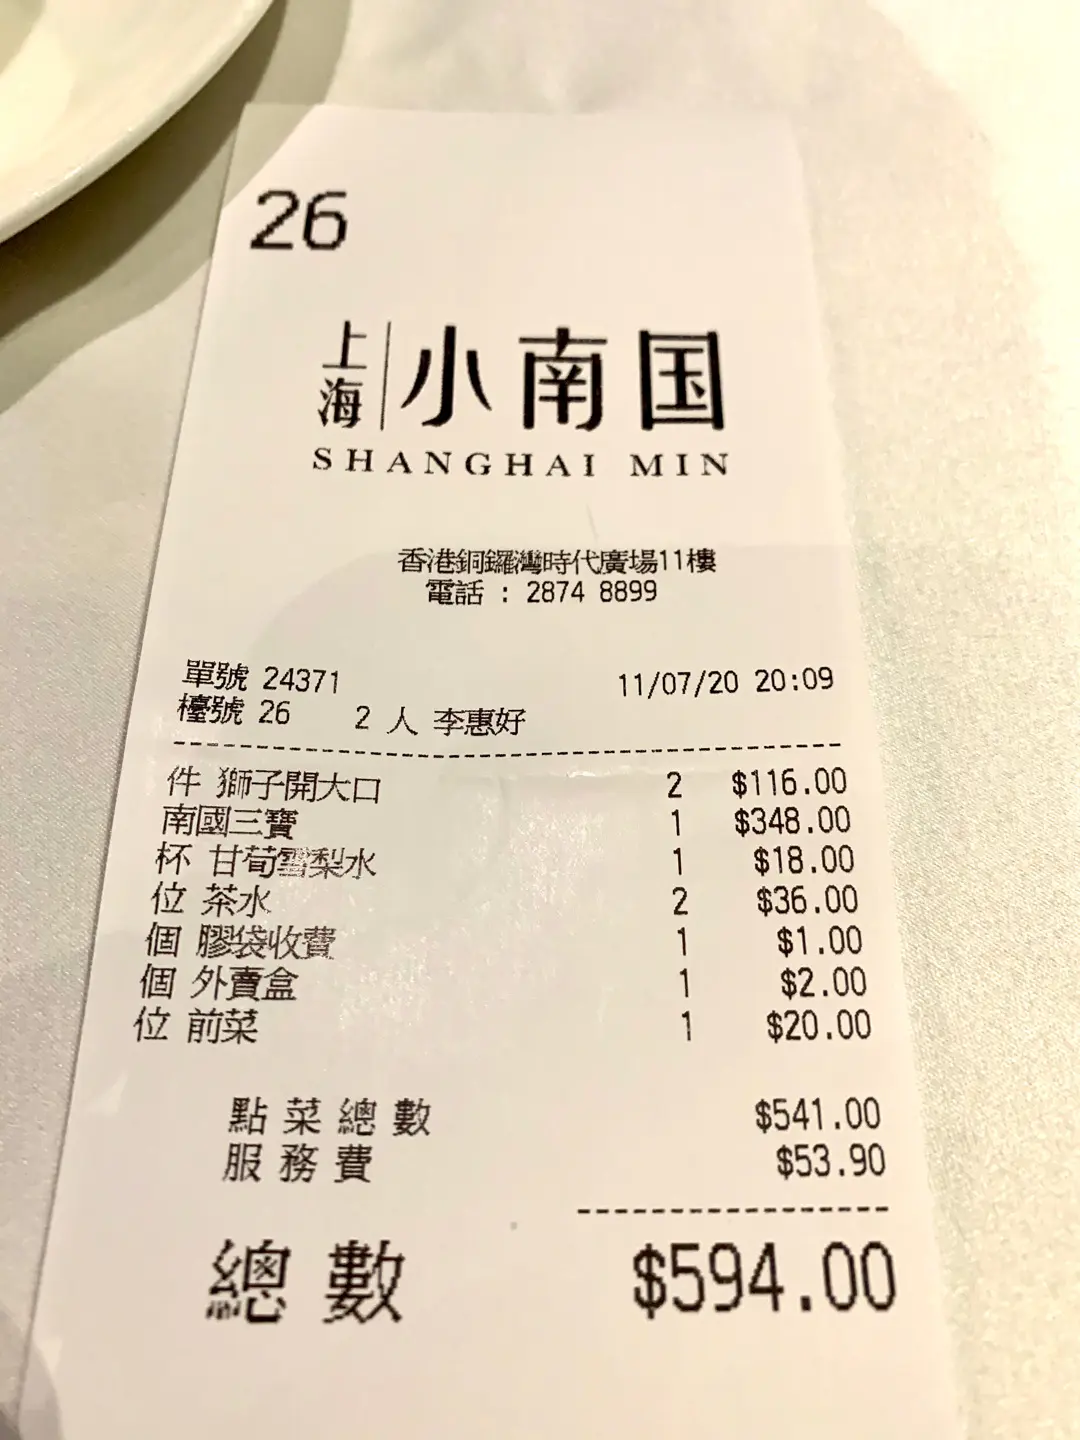 26
上海 小南国
SHANGHAI MIN
香港銅鑼灣時代廣場11樓
電話 : 2874 8899
單號 24371 11/07/20 20:09
檯號 26 2 人 李惠好
件 獅子開大口 2 $116.00
南國三寶 1 $348.00
杯 甘荀雪梨水 1 $18.00
位 茶水 2 $36.00
個 膠袋收費 1 $1.00
個 外賣盒 1 $2.00
位 前菜 1 $20.00
點菜總數 $541.00
服務費 $53.90
總數 $594.00